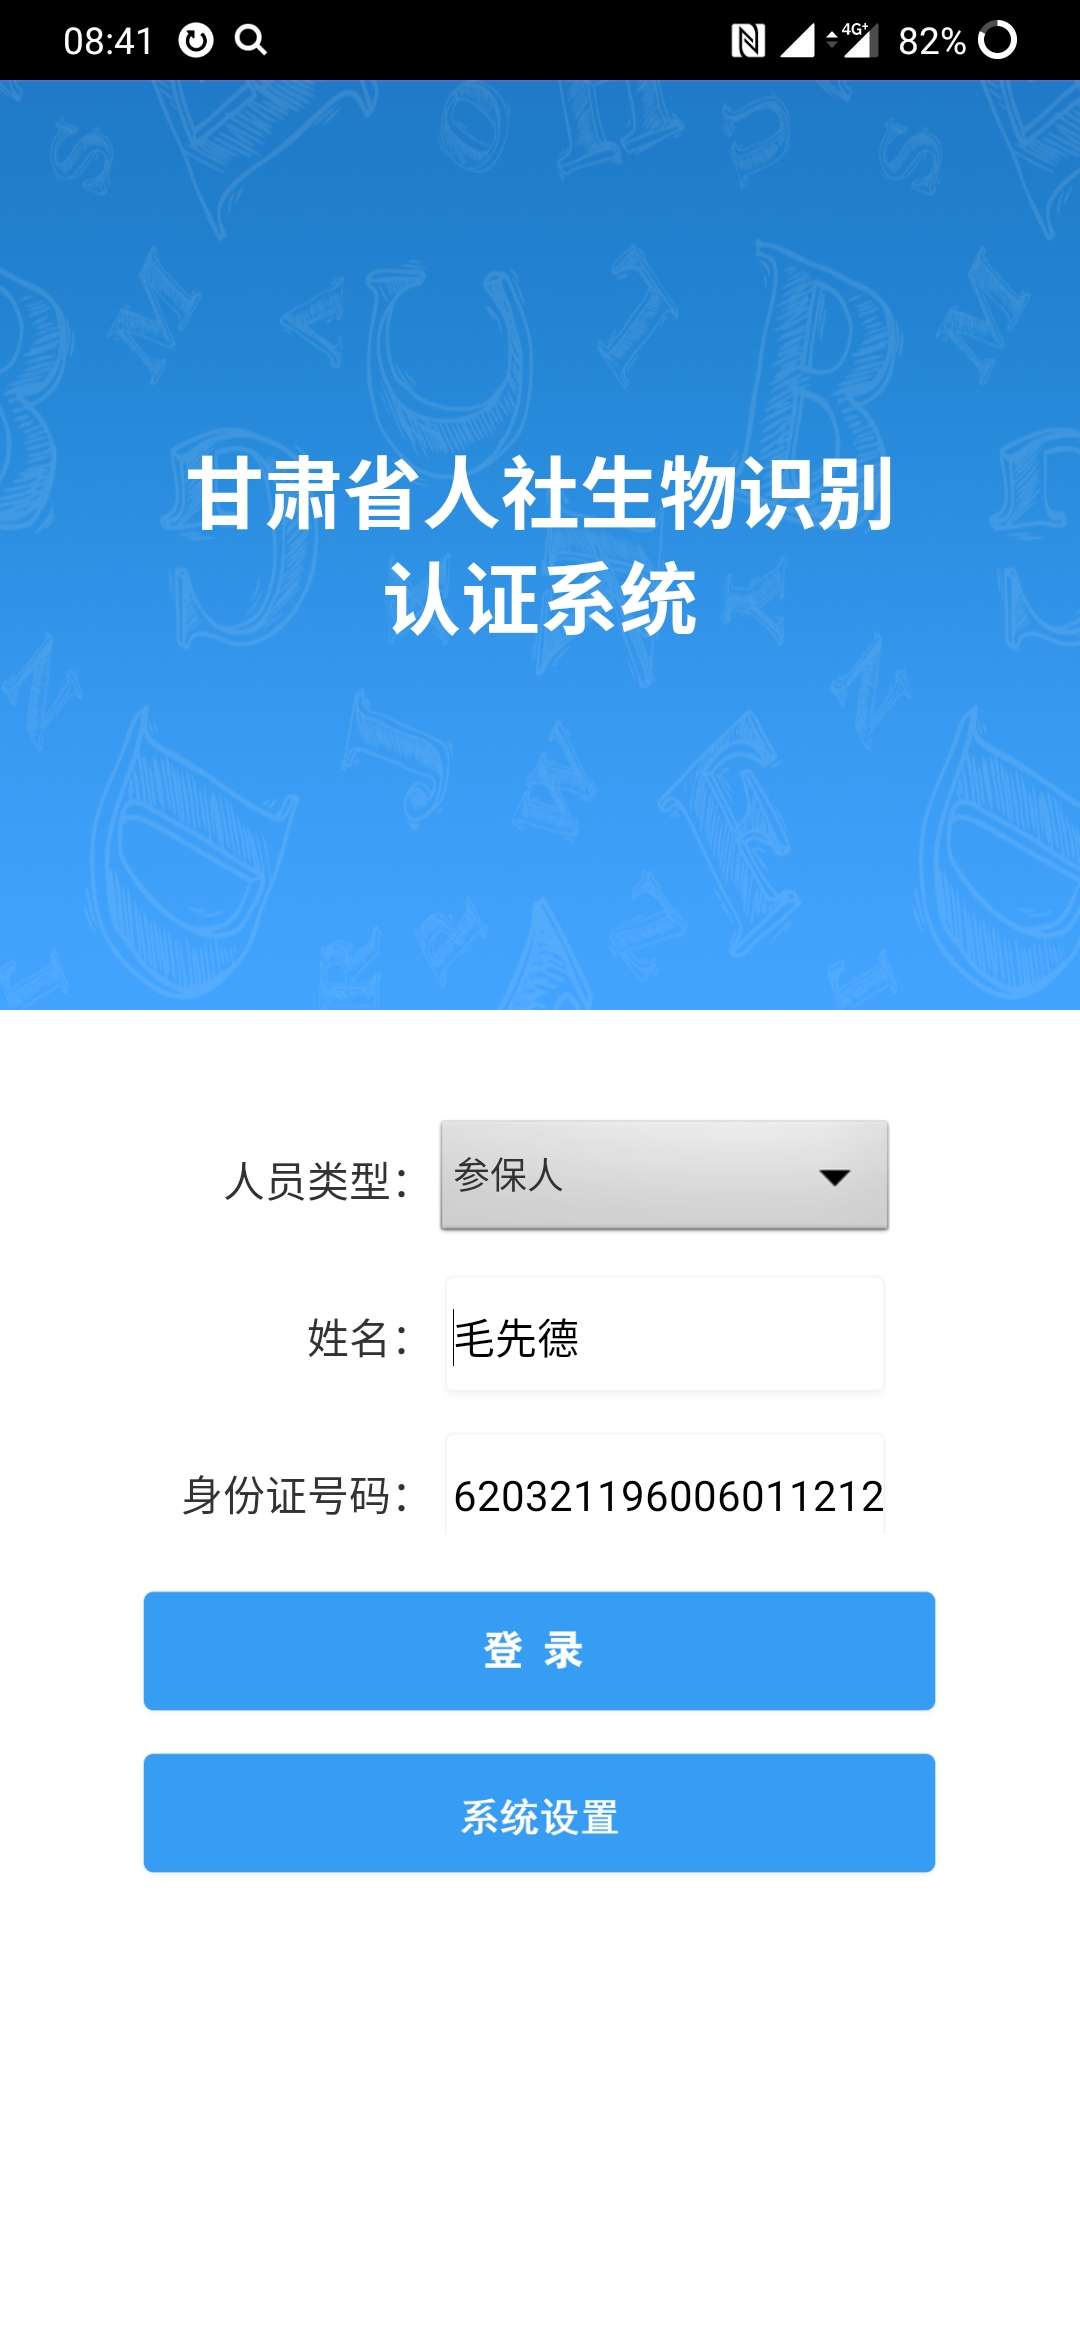 08:41
4G+
82%
甘肃省人社生物识别
认证系统
人员类型：
参保人
姓名：
毛先德
身份证号码：
620321196006011212
登 录
系统设置